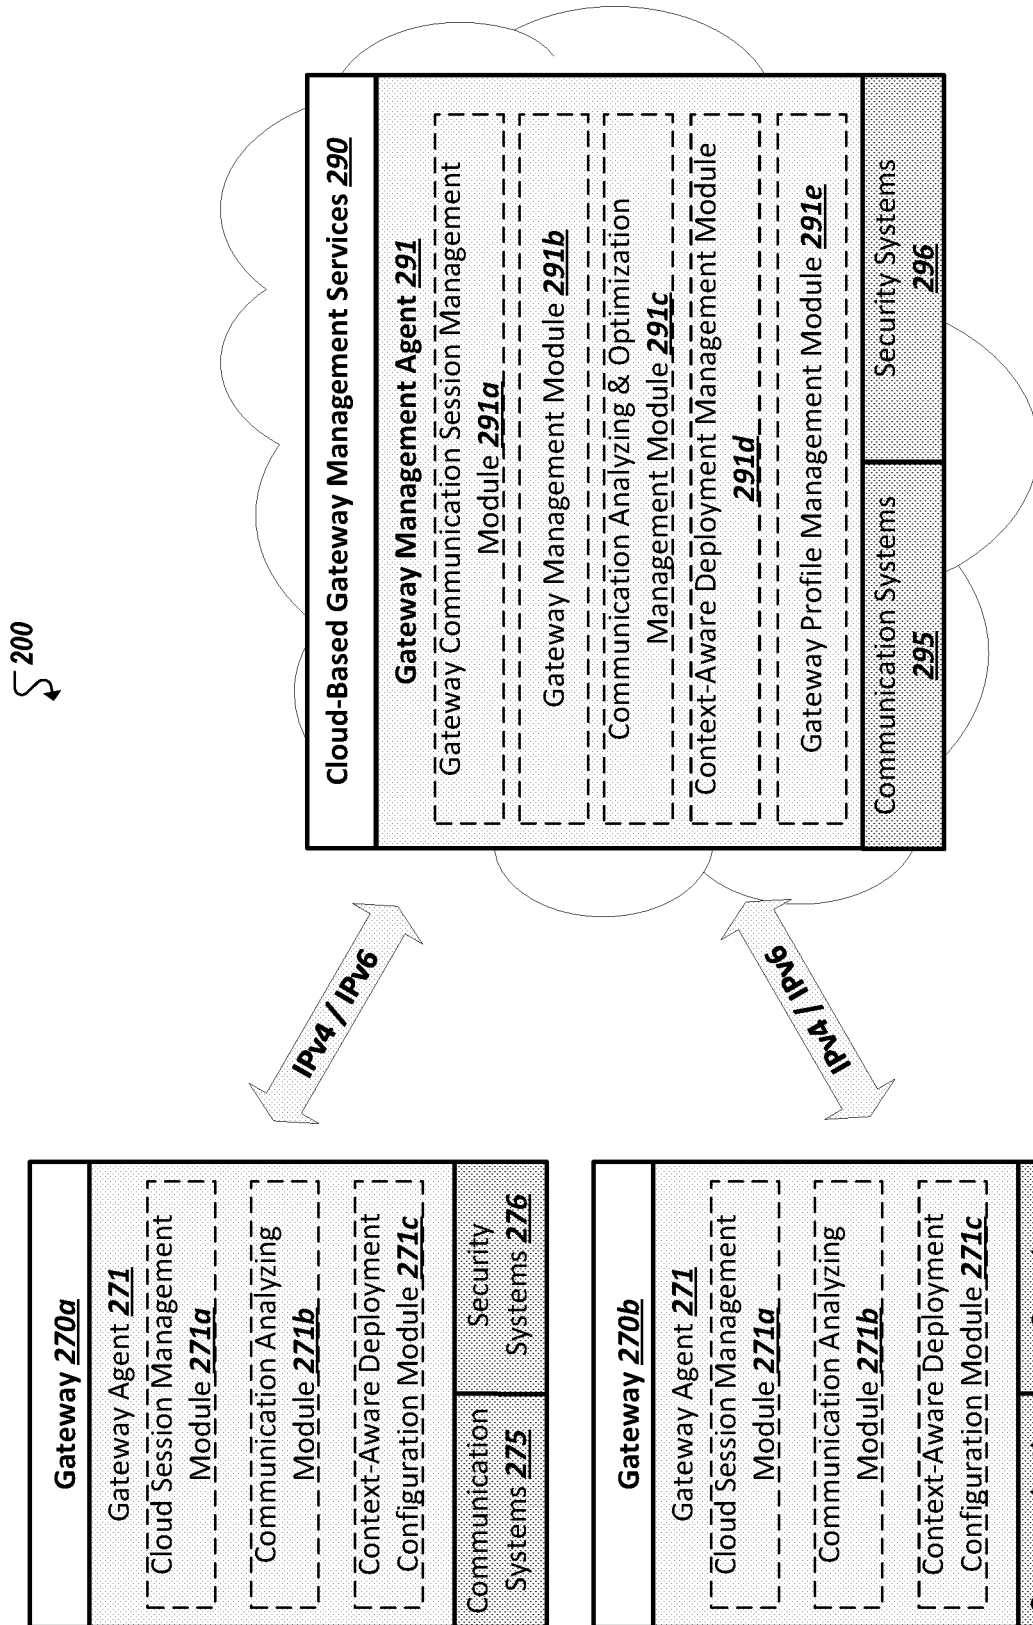 200
Gateway 270a
Gateway Agent 271
Cloud Session Management
Module 271a
Communication Analyzing
Module 271b
Context-Aware Deployment
Configuration Module 271c
Communication
Systems 275
Security
Systems 276
Gateway 270b
Gateway Agent 271
Cloud Session Management
Module 271a
Communication Analyzing
Module 271b
Context-Aware Deployment
Configuration Module 271c
IPv4 / IPv6
IPv4 / IPv6
Cloud-Based Gateway Management Services 290
Gateway Management Agent 291
Gateway Communication Session Management
Module 291a
Gateway Management Module 291b
Communication Analyzing & Optimization
Management Module 291c
Context-Aware Deployment Management Module
291d
Gateway Profile Management Module 291e
Communication Systems
295
Security Systems
296